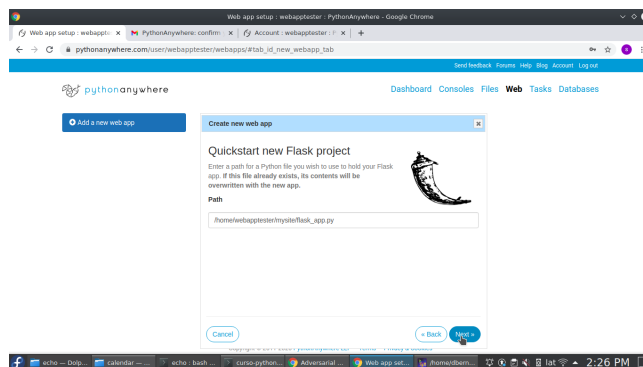 Web app setup : webapptester : PythonAnywhere - Google Chrome
Web app setup : webappte
PythonAnywhere: confirm
Account : webapptester : P
pythonanywhere.com/user/webapptester/webapps/#tab_id_new_webapp_tab
Send feedback Forums Help Blog Account Log out
pythonanywhere
Dashboard Consoles Files Web Tasks Databases
Add a new web app
Create new web app
Quickstart new Flask project
Enter a path for a Python file you wish to use to hold your Flask
app. If this file already exists, its contents will be
overwritten with the new app.
Path
/home/webapptester/mysite/flask_app.py
Cancel
« Back
Next »
echo — Dolp...
calendar — ...
echo : bash ...
curso-python...
Adversarial ...
Web app set...
/home/dbem...
lat
2:26 PM